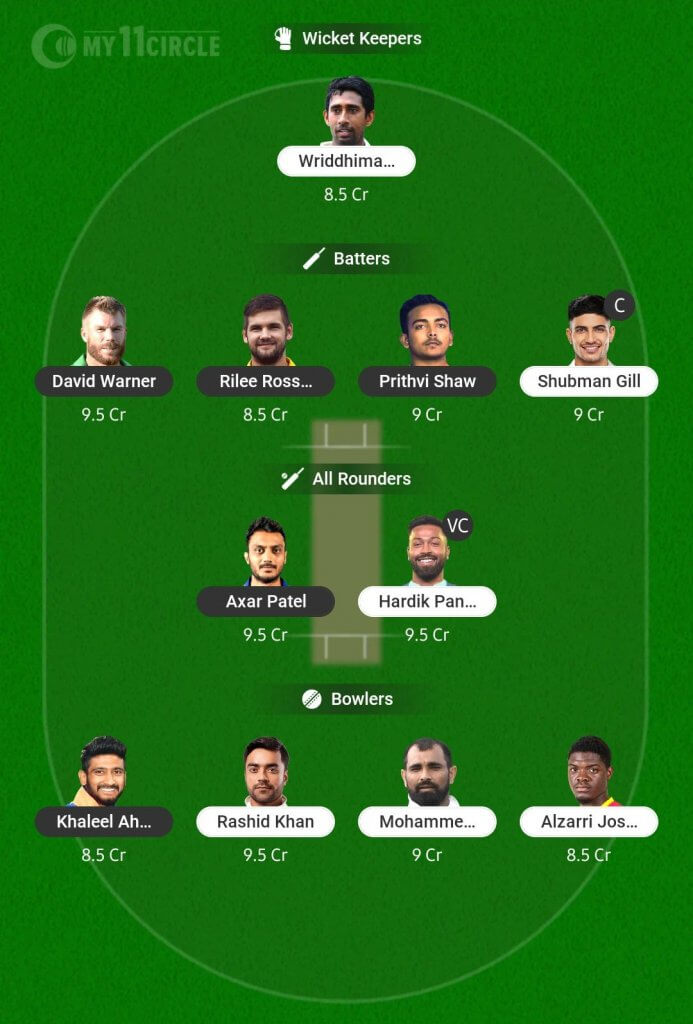 MY11CIRCLE
Wicket Keepers
Wriddhima...
8.5 Cr
Batters
C
David Warner
Rilee Ross...
Prithvi Shaw
Shubman Gill
9.5 Cr
8.5 Cr
9 Cr
9 Cr
All Rounders
VC
Axar Patel
Hardik Pan...
9.5 Cr
9.5 Cr
Bowlers
Khaleel Ah...
Rashid Khan
Mohamme...
Alzarri Jos...
8.5 Cr
9.5 Cr
9 Cr
8.5 Cr